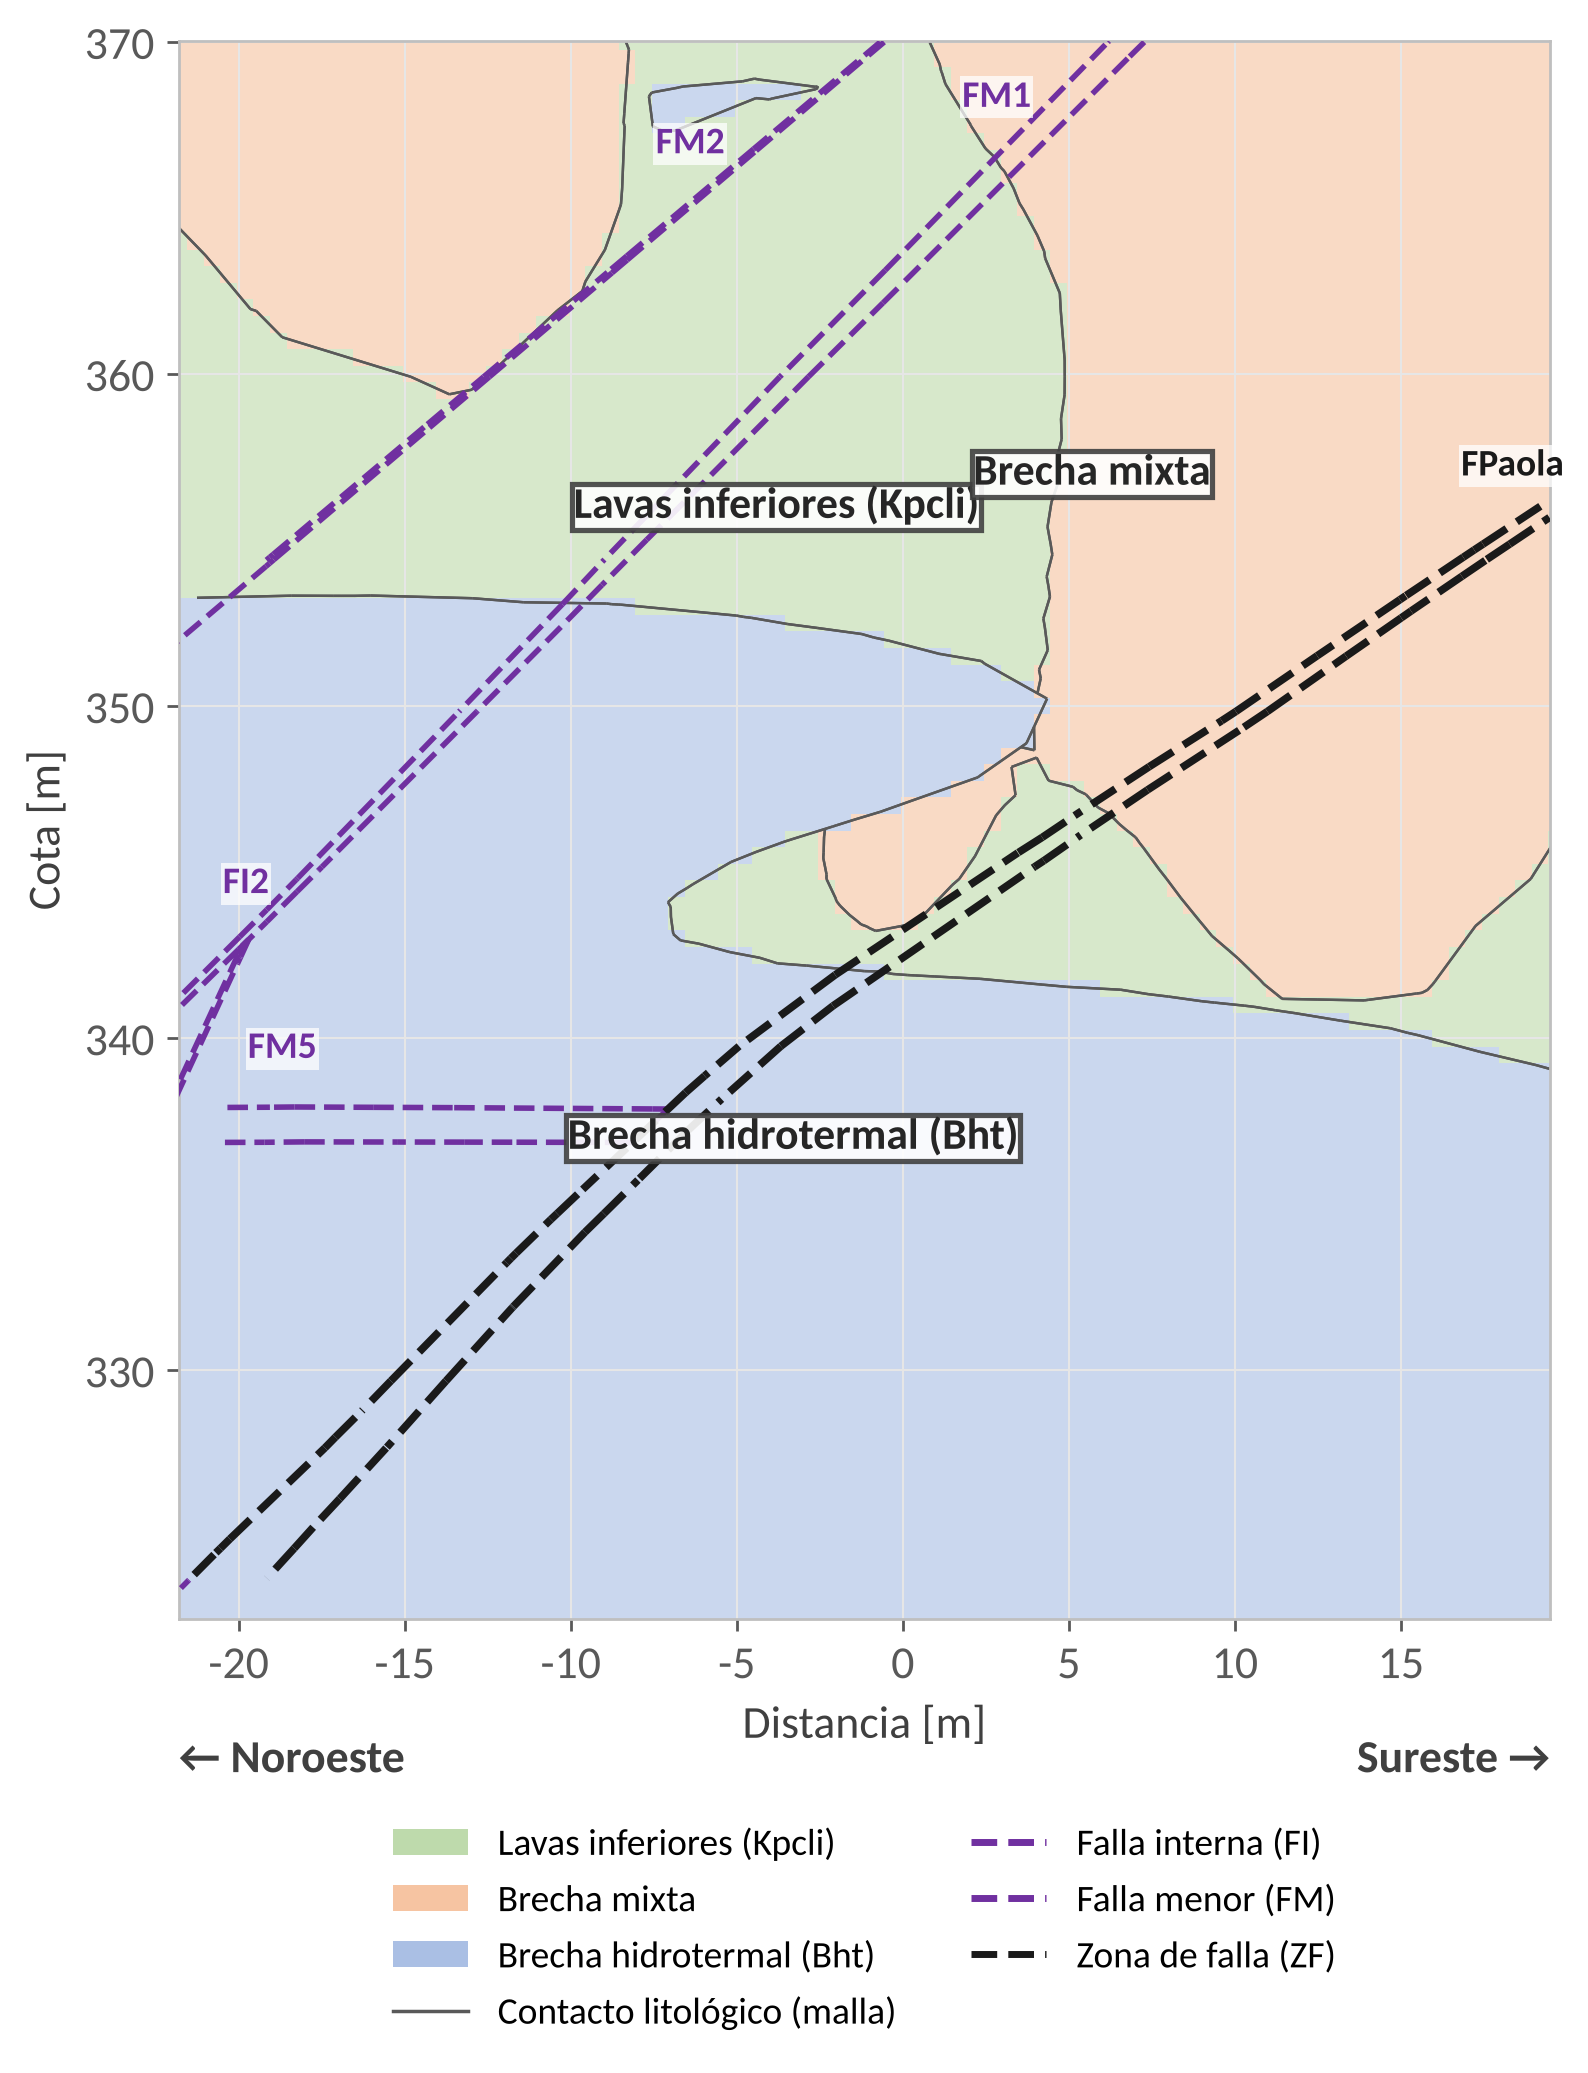 370
FM1
FM2
360
FPaola
Brecha mixta
Lavas inferiores (Kpcli)
350
Cota [m]
FI2
340
FM5
Brecha hidrotermal (Bht)
330
-20 -15 -10 -5 0 5 10 15
Distancia [m]
← Noroeste Sureste →
Lavas inferiores (Kpcli) Falla interna (FI)
Brecha mixta Falla menor (FM)
Brecha hidrotermal (Bht) Zona de falla (ZF)
Contacto litológico (malla)